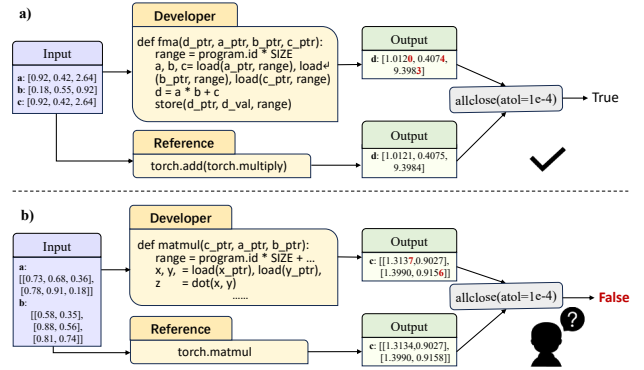 a)
Developer
Input
a: [0.92, 0.42, 2.64]
b: [0.18, 0.55, 0.92]
c: [0.92, 0.42, 2.64]
def fma(d_ptr, a_ptr, b_ptr, c_ptr):
range = program.id * SIZE
a, b, c= load(a_ptr, range), load↵
(b_ptr, range), load(c_ptr, range)
d = a * b + c
store(d_ptr, d_val, range)
Output
d: [1.0120, 0.4074,
9.3983]
allclose(atol=1e-4)
True
Reference
torch.add(torch.multiply)
Output
d: [1.0121, 0.4075,
9.3984]
b)
Developer
Input
a:
[[0.73, 0.68, 0.36],
[0.78, 0.91, 0.18]]
b:
[[0.58, 0.35],
[0.88, 0.56],
[0.81, 0.74]]
def matmul(c_ptr, a_ptr, b_ptr):
range = program.id * SIZE + ...
x, y, = load(x_ptr), load(y_ptr),
z = dot(x, y)
......
Output
c: [[1.3137,0.9027],
[1.3990, 0.9156]]
allclose(atol=1e-4)
False
?
Reference
torch.matmul
Output
c: [[1.3134,0.9027],
[1.3990, 0.9158]]